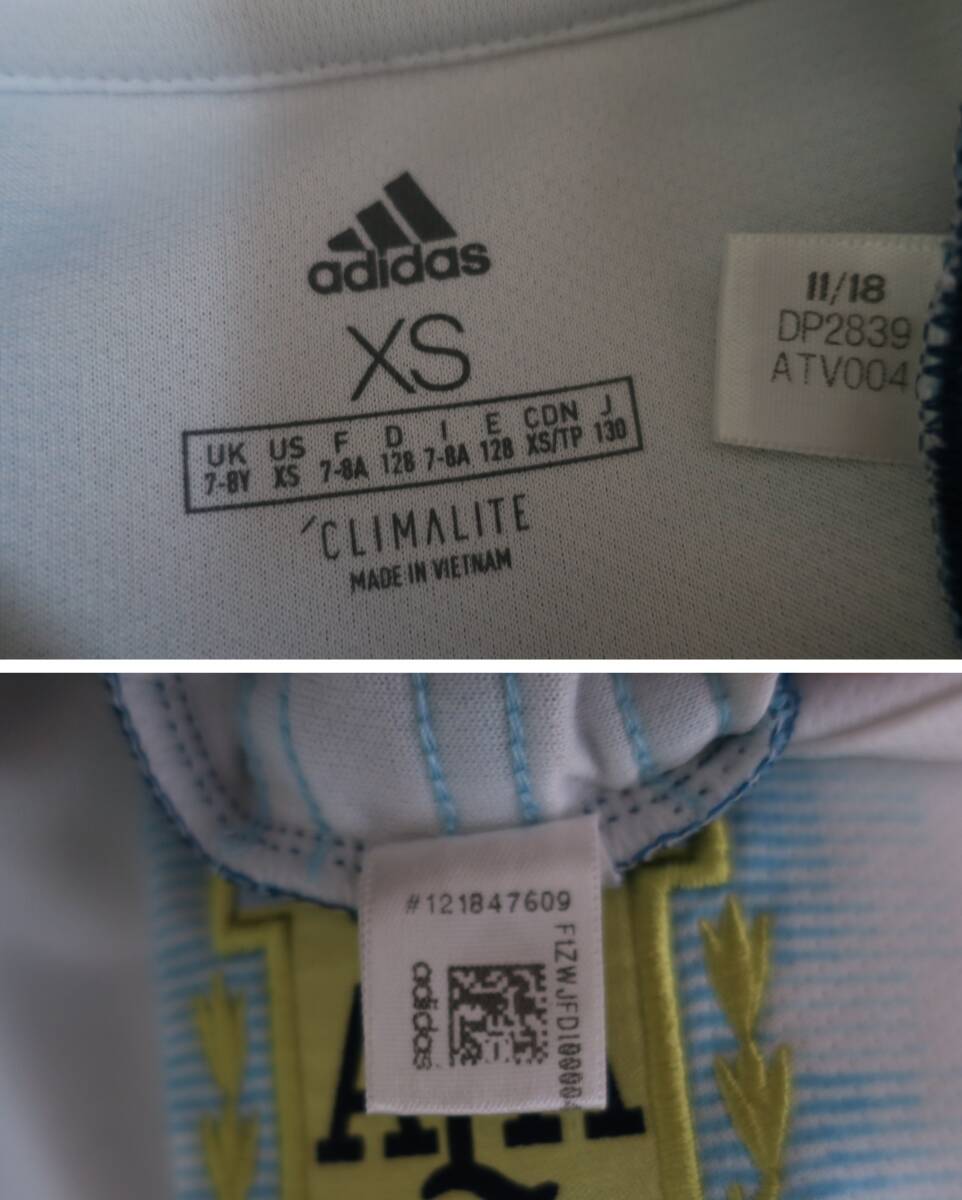 adidas
XS
UK US F D I E CDN J
7-8Y XS 7-8A 128 7-8A 128 XS/TP 130
CLIMALITE
MADE IN VIETNAM
11/18
DP2839
ATV004
#121847609
adidas